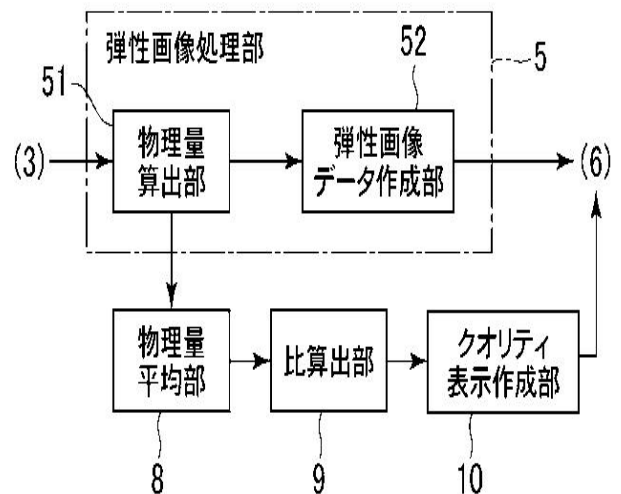 52
弾性画像処理部
5
51
(3)
物理量
算出部
弾性画像
データ作成部
(6)
物理量
平均部
比算出部
クオリティ
表示作成部
8
9
10